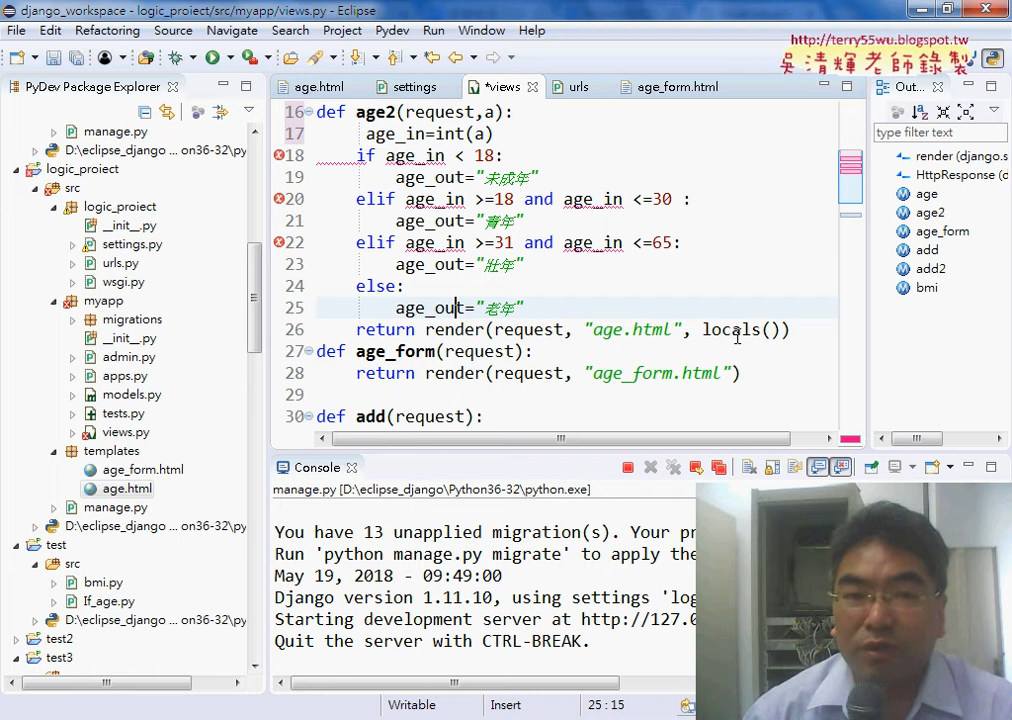 django_workspace - logic_project/src/myapp/views.py - Eclipse
File Edit Refactoring Source Navigate Search Project Pydev Run Window Help
http://terry55wu.blogspot.tw
吳清輝老師錄製
PyDev Package Explorer
manage.py
D:\eclipse_django ... on36-32\py
logic_project
src
logic_project
__init__.py
settings.py
urls.py
wsgi.py
myapp
migrations
__init__.py
admin.py
apps.py
models.py
tests.py
views.py
templates
age_form.html
age.html
manage.py
D:\eclipse_django ... on36-32\py
test
src
bmi.py
If_age.py
D:\eclipse_django ... on36-32\py
test2
test3
age.html settings *views urls age_form.html
16 def age2(request,a):
17 age_in=int(a)
18 if age_in < 18:
19 age_out="未成年"
20 elif age_in >=18 and age_in <=30 :
21 age_out="青年"
22 elif age_in >=31 and age_in <=65:
23 age_out="壯年"
24 else:
25 age_out="老年"
26 return render(request, "age.html", locals())
27 def age_form(request):
28 return render(request, "age_form.html")
29
30 def add(request):
Out...
type filter text
render (django.s
HttpResponse (d
age
age2
age_form
add
add2
bmi
Console
manage.py [D:\eclipse_django\Python36-32\python.exe]
You have 13 unapplied migration(s). Your pr
Run 'python manage.py migrate' to apply the
May 19, 2018 - 09:49:00
Django version 1.11.10, using settings 'log
Starting development server at http://127.0
Quit the server with CTRL-BREAK.
Writable Insert 25 : 15